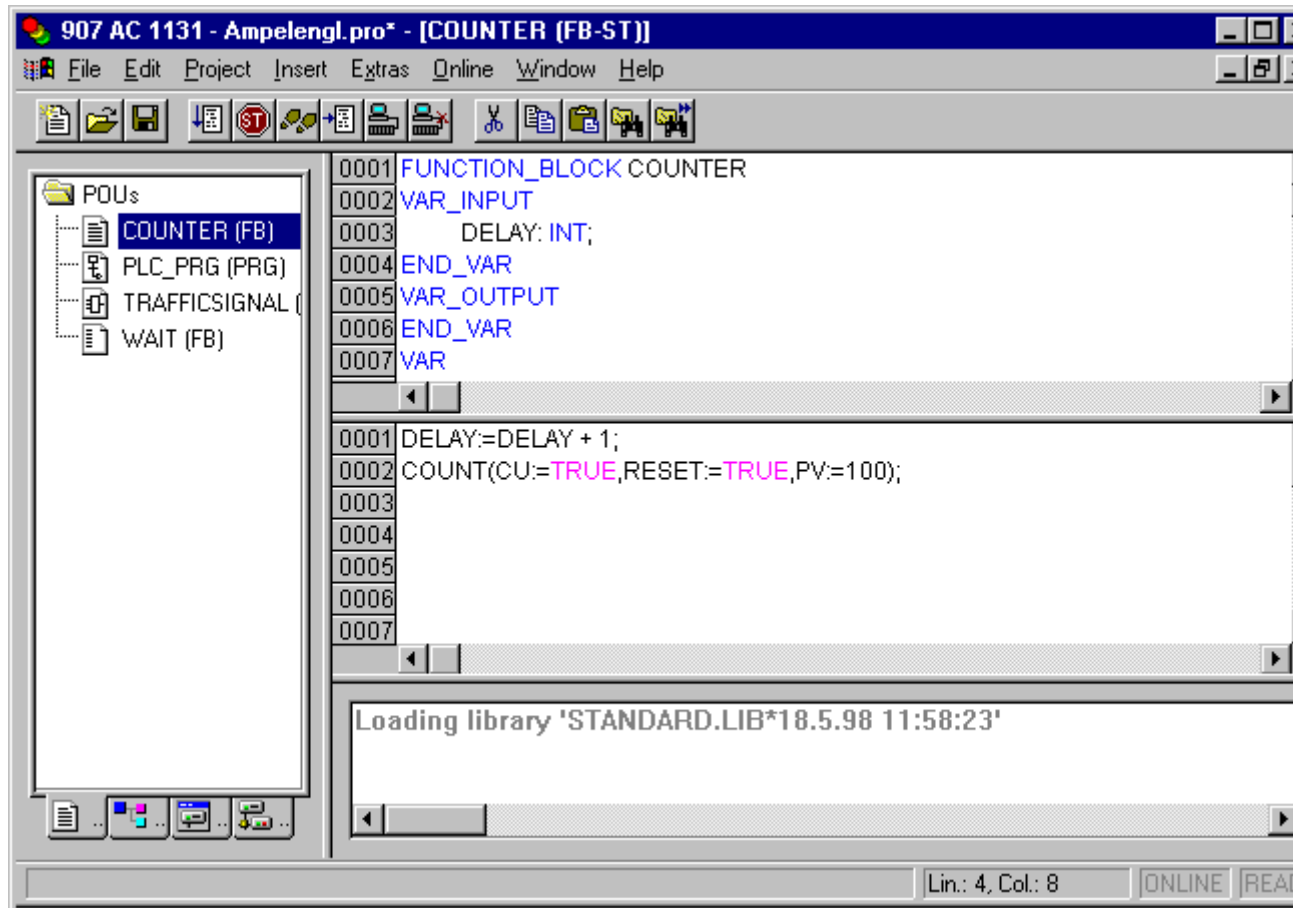 907 AC 1131 - Ampelengl.pro* - [COUNTER (FB-ST)]
File Edit Project Insert Extras Online Window Help
ST
POUs
COUNTER (FB)
PLC_PRG (PRG)
TRAFFICSIGNAL (
WAIT (FB)
0001 FUNCTION_BLOCK COUNTER
0002 VAR_INPUT
0003 DELAY: INT;
0004 END_VAR
0005 VAR_OUTPUT
0006 END_VAR
0007 VAR
0001 DELAY:=DELAY + 1;
0002 COUNT(CU:=TRUE,RESET:=TRUE,PV:=100);
0003
0004
0005
0006
0007
Loading library 'STANDARD.LIB*18.5.98 11:58:23'
.. .. .. ..
Lin.: 4, Col.: 8 ONLINE READ